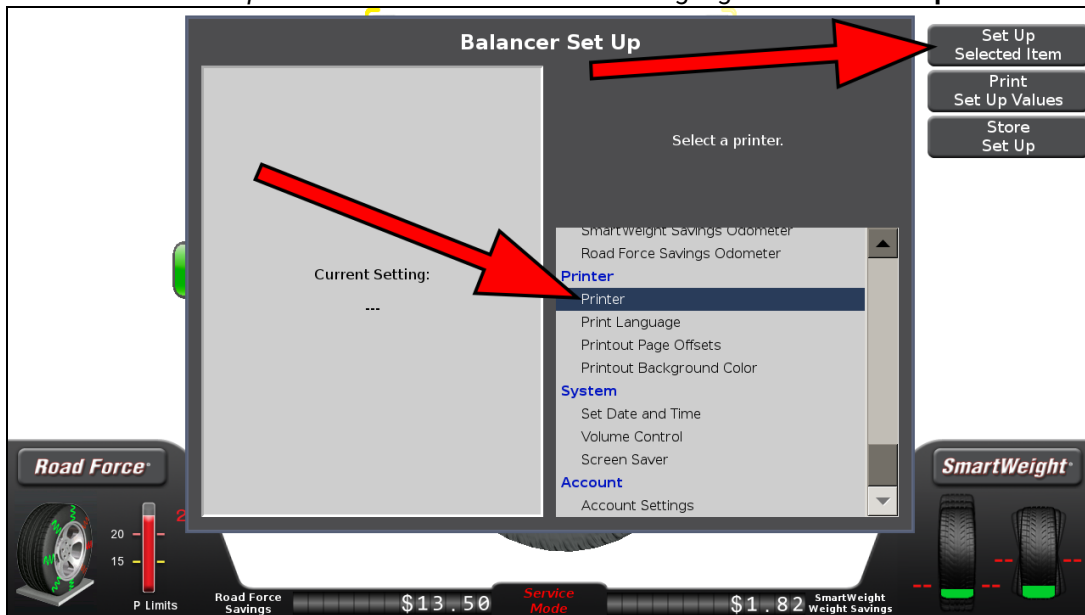 Balancer Set Up
Set Up
Selected Item
Print
Set Up Values
Store
Set Up
Select a printer.
Current Setting:
---
SmartWeight Savings Odometer
Road Force Savings Odometer
Printer
Printer
Print Language
Printout Page Offsets
Printout Background Color
System
Set Date and Time
Volume Control
Screen Saver
Account
Account Settings
Road Force
20
15
P Limits
SmartWeight
Road Force
Savings
$13.50
Service
Mode
$1.82
SmartWeight
Weight Savings